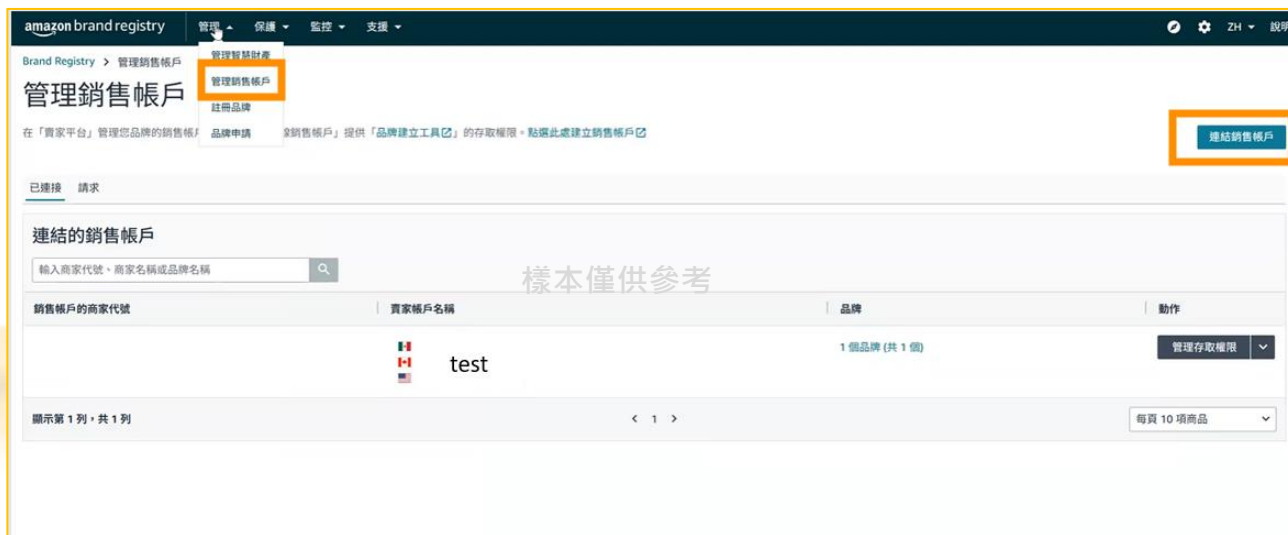 amazon brand registry 管理 保護 監控 支援 ZH 說明
管理智慧財產
Brand Registry > 管理銷售帳戶
管理銷售帳戶
管理銷售帳戶
註冊品牌
品牌申請
在「賣家平台」管理您品牌的銷售帳 銷售帳戶」提供「品牌建立工具」的存取權限。點選此處建立銷售帳戶
連結銷售帳戶
已連接 請求
連結的銷售帳戶
輸入商家代號、商家名稱或品牌名稱
樣本僅供參考
銷售帳戶的商家代號 賣家帳戶名稱 品牌 動作
test 1 個品牌 (共 1 個) 管理存取權限
顯示第 1 列，共 1 列 < 1 > 每頁 10 項商品